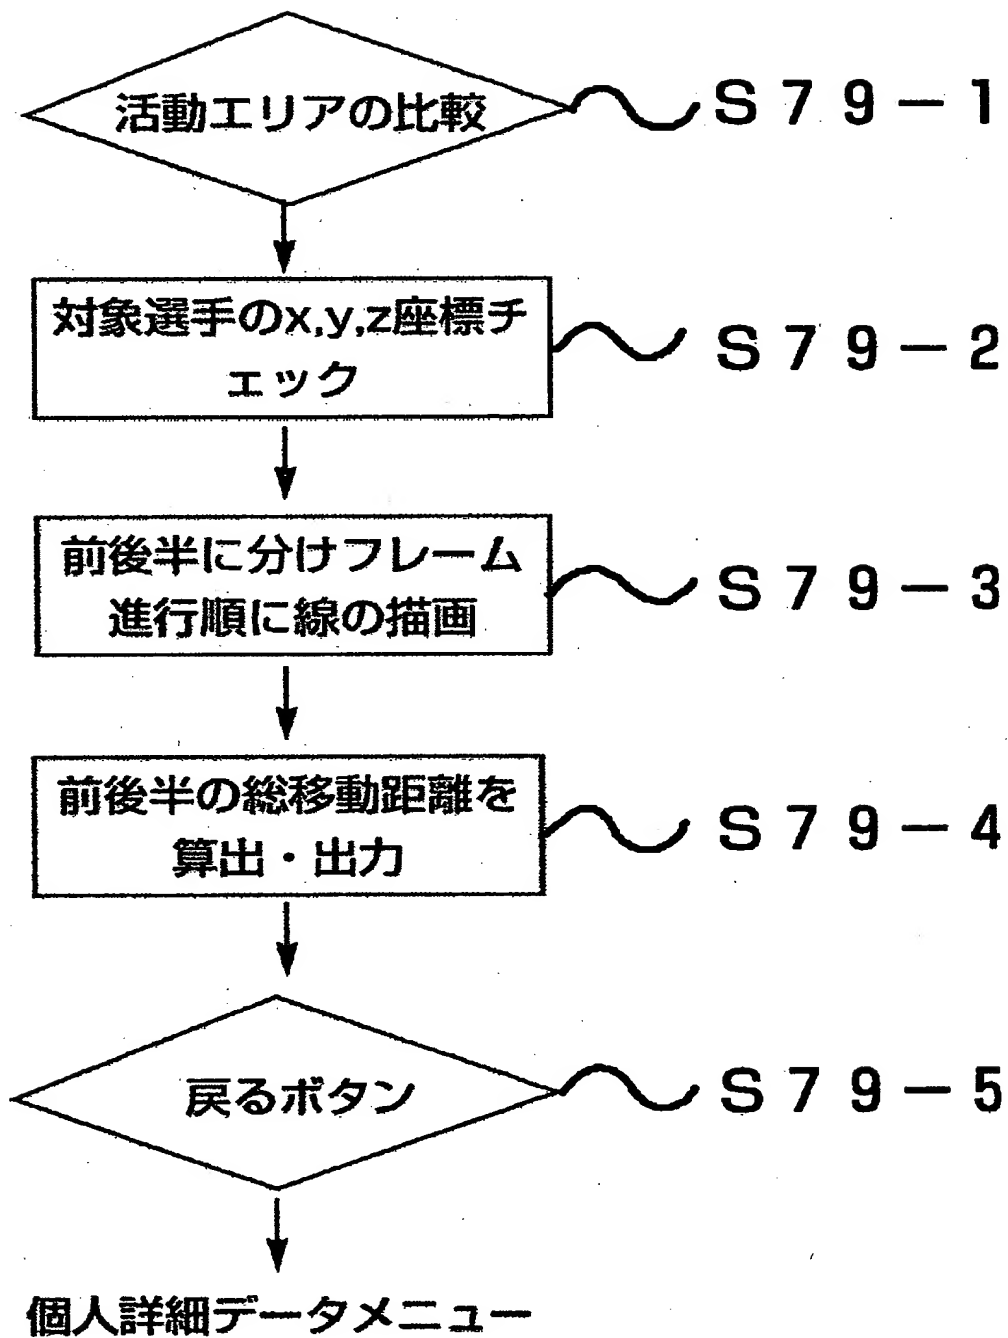 活動エリアの比較
S79-1
対象選手のx,y,z座標チ
ェック
S79-2
前後半に分けフレーム
進行順に線の描画
S79-3
前後半の総移動距離を
算出・出力
S79-4
戻るボタン
S79-5
個人詳細データメニュー